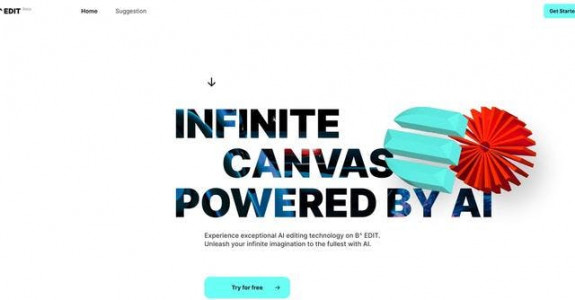 EDIT
Home
Suggestion
Get Starte
INFINITE
CANVAS
POWERED BY AI
Experience exceptional AI editing technology on B^ EDIT.
Unleash your infinite imagination to the fullest with AI.
Try for free